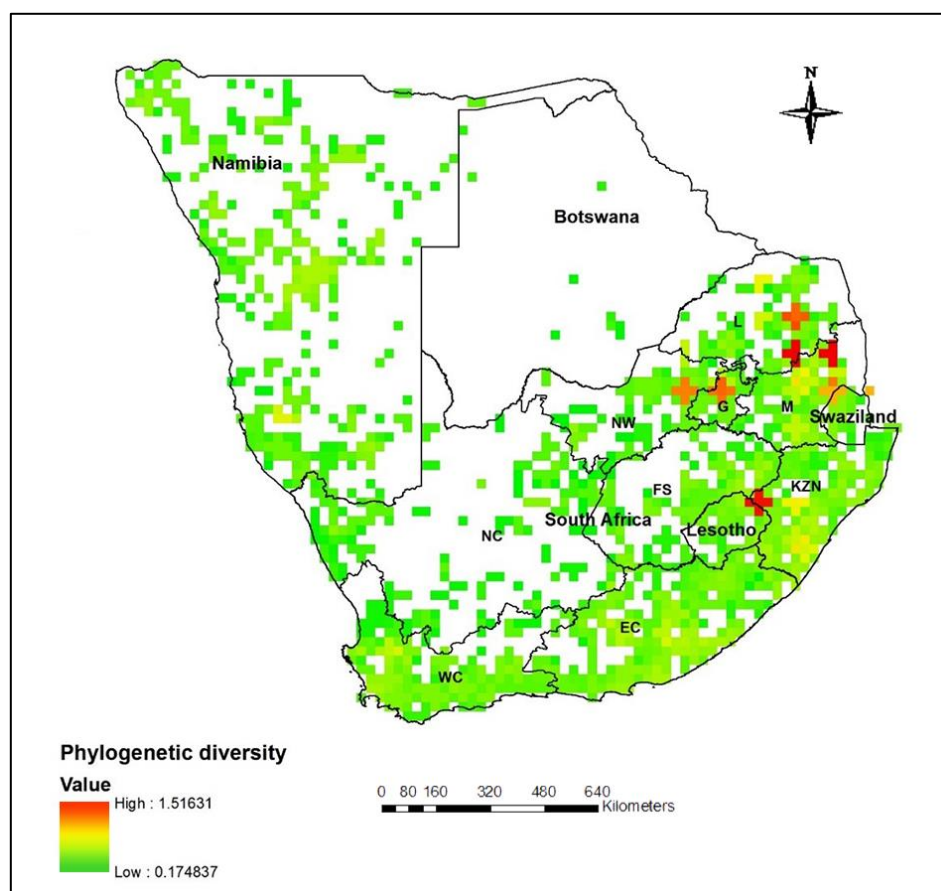 N
Namibia
Botswana
L
NW
G
M
Swaziland
FS
KZN
South Africa
Lesotho
NC
EC
WC
Phylogenetic diversity
Value
High : 1.51631
Low : 0.174837
0 80 160 320 480 640
Kilometers